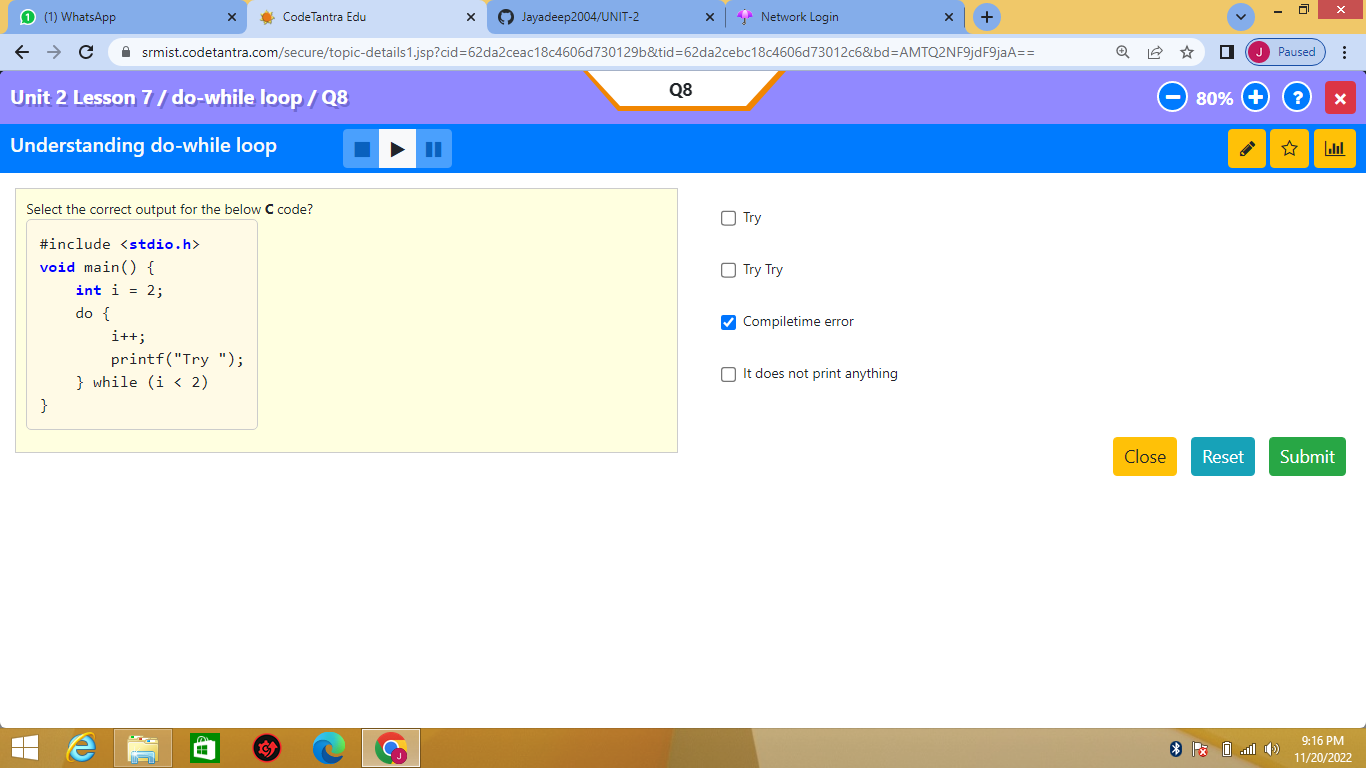 (1) WhatsApp
CodeTantra Edu
Jayadeep2004/UNIT-2
Network Login
srmist.codetantra.com/secure/topic-details1.jsp?cid=62da2ceac18c4606d730129b&tid=62da2cebc18c4606d73012c6&bd=AMTQ2NF9jdF9jaA==
J Paused
Unit 2 Lesson 7 / do-while loop / Q8
Q8
80%
?
Understanding do-while loop
Select the correct output for the below C code?
#include <stdio.h>
void main() {
    int i = 2;
    do {
        i++;
        printf("Try ");
    } while (i < 2)
}
Try
Try Try
Compiletime error
It does not print anything
Close
Reset
Submit
J
9:16 PM
11/20/2022